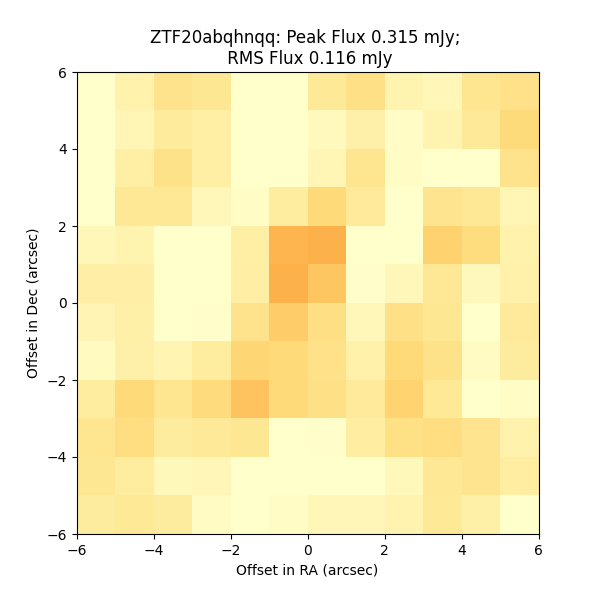 ZTF20abqhnqq: Peak Flux 0.315 mJy;
RMS Flux 0.116 mJy
6
4
2
0
−2
−4
−6
Offset in Dec (arcsec)
−6 −4 −2 0 2 4 6
Offset in RA (arcsec)